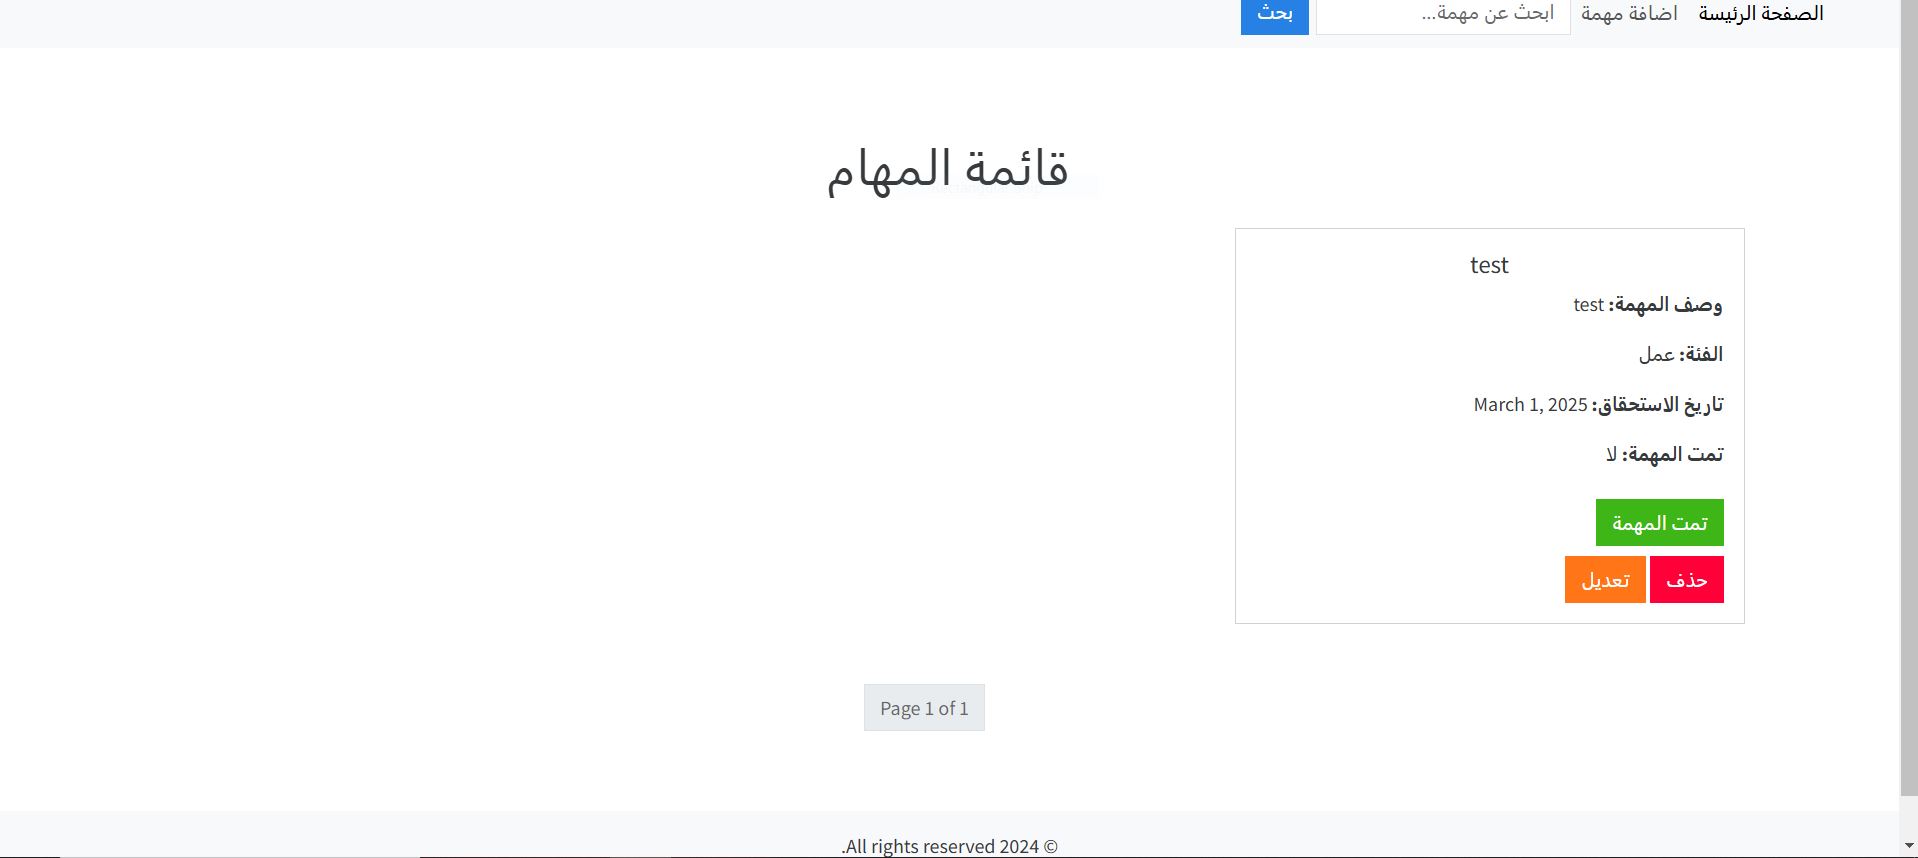 الصفحة الرئيسة اضافة مهمة ابحث عن مهمة... بحث
قائمة المهام
test
وصف المهمة: test
الفئة: عمل
تاريخ الاستحقاق: March 1, 2025
تمت المهمة: لا
تمت المهمة
حذف تعديل
Page 1 of 1
© 2024 All rights reserved.